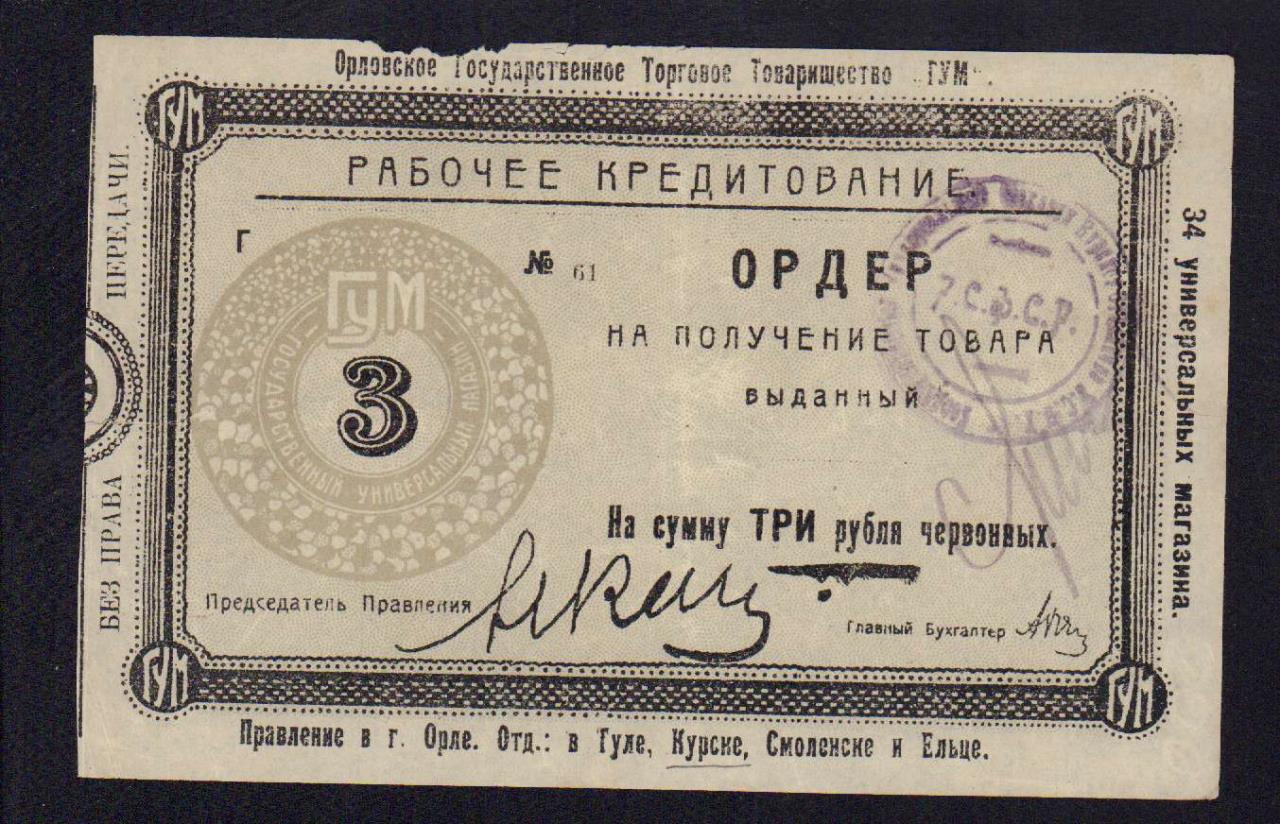 Орловское Государственное Торговое Товарищество „ГУМ“.
ГУМ
ГУМ
РАБОЧЕЕ КРЕДИТОВАНИЕ.
Г
№ 61
ОРДЕР
НА ПОЛУЧЕНИЕ ТОВАРА
выданный
ГУМ
3
ГОСУДАРСТВЕННЫЙ УНИВЕРСАЛЬНЫЙ МАГАЗИН
Р.С.Ф.С.Р.
На сумму ТРИ рубля червонных.
Председатель Правления
Главный Бухгалтер
БЕЗ ПРАВА ПЕРЕДАЧИ.
34 универсальных магазина.
ГУМ
ГУМ
Правление в г. Орле. Отд.: в Туле, Курске, Смоленске и Ельце.